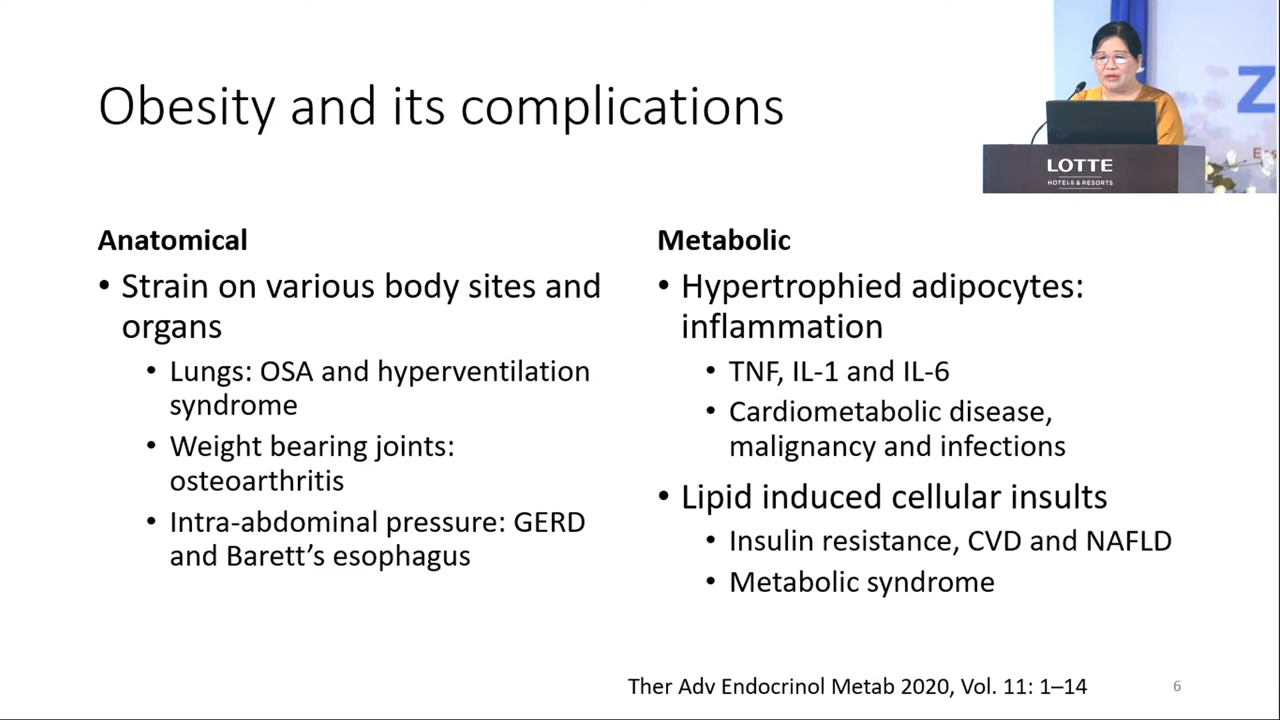 Obesity and its complications
LOTTE
HOTELS & RESORTS
Anatomical
• Strain on various body sites and
organs
• Lungs: OSA and hyperventilation
syndrome
• Weight bearing joints:
osteoarthritis
• Intra-abdominal pressure: GERD
and Barett’s esophagus
Metabolic
• Hypertrophied adipocytes:
inflammation
• TNF, IL-1 and IL-6
• Cardiometabolic disease,
malignancy and infections
• Lipid induced cellular insults
• Insulin resistance, CVD and NAFLD
• Metabolic syndrome
Ther Adv Endocrinol Metab 2020, Vol. 11: 1–14
6